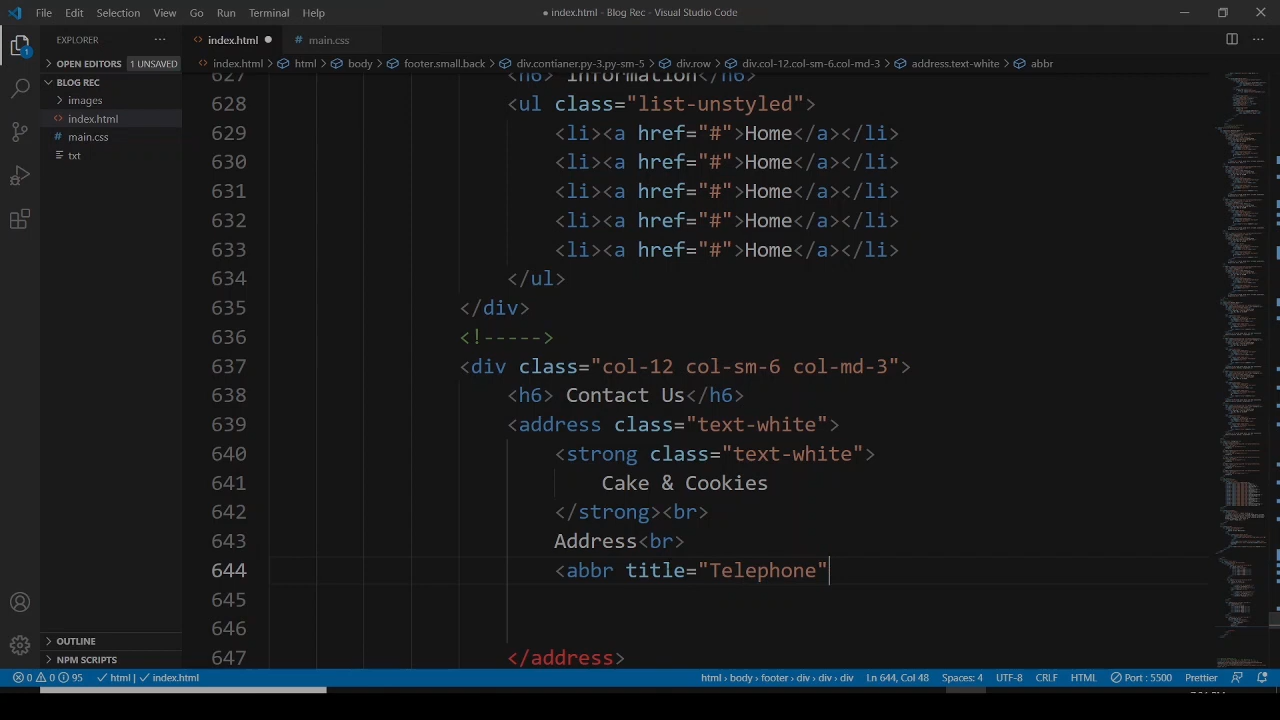 File Edit Selection View Go Run Terminal Help
● index.html - Blog Rec - Visual Studio Code
EXPLORER ···
<> index.html ●
main.css
OPEN EDITORS 1 UNSAVED
<> index.html > html > body > footer.small.back > div.contianer.py-3.py-sm-5 > div.row > div.col-12.col-sm-6.col-md-3 > address.text-white > abbr
BLOG REC
images
<> index.html
main.css
txt
1
627 <h6> Information</h6>
628 <ul class="list-unstyled">
629 <li><a href="#">Home</a></li>
630 <li><a href="#">Home</a></li>
631 <li><a href="#">Home</a></li>
632 <li><a href="#">Home</a></li>
633 <li><a href="#">Home</a></li>
634 </ul>
635 </div>
636 <!----->
637 <div class="col-12 col-sm-6 col-md-3">
638 <h6> Contact Us</h6>
639 <address class="text-white">
640 <strong class="text-white">
641 Cake & Cookies
642 </strong><br>
643 Address<br>
644 <abbr title="Telephone"
645
646
647 </address>
OUTLINE
NPM SCRIPTS
0 0 95 html | index.html
html › body › footer › div › div › div Ln 644, Col 48 Spaces: 4 UTF-8 CRLF HTML Port : 5500 Prettier